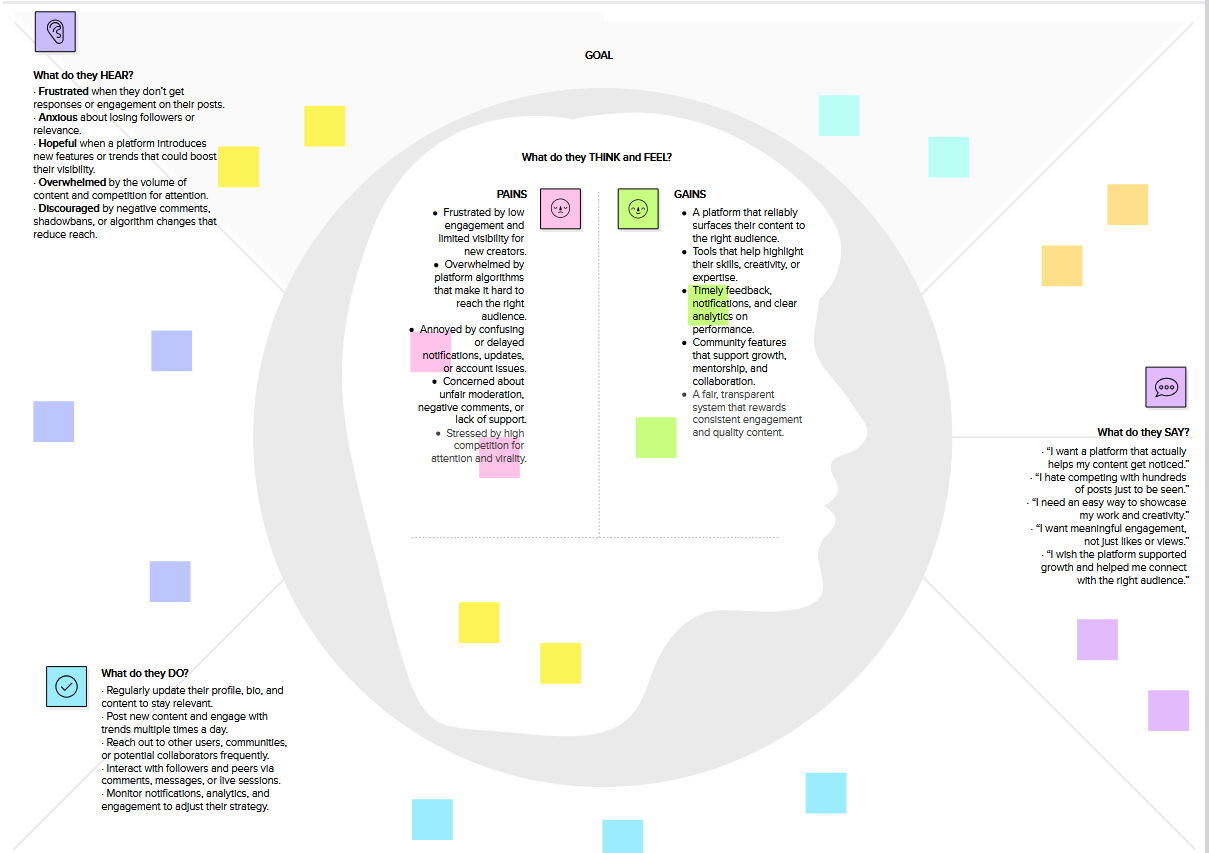 GOAL
What do they HEAR?
· Frustrated when they don't get
responses or engagement on their posts.
· Anxious about losing followers or
relevance.
· Hopeful when a platform introduces
new features or trends that could boost
their visibility.
· Overwhelmed by the volume of
content and competition for attention.
· Discouraged by negative comments,
shadowbans, or algorithm changes that
reduce reach.
What do they THINK and FEEL?
PAINS
● Frustrated by low
engagement and
limited visibility for
new creators.
● Overwhelmed by
platform algorithms
that make it hard to
reach the right
audience.
● Annoyed by confusing
or delayed
notifications, updates,
or account issues.
● Concerned about
unfair moderation,
negative comments, or
lack of support.
● Stressed by high
competition for
attention and virality.
GAINS
● A platform that reliably
surfaces their content to
the right audience.
● Tools that help highlight
their skills, creativity, or
expertise.
● Timely feedback,
notifications, and clear
analytics on
performance.
● Community features
that support growth,
mentorship, and
collaboration.
● A fair, transparent
system that rewards
consistent engagement
and quality content.
What do they SAY?
· “I want a platform that actually
helps my content get noticed.”
· “I hate competing with hundreds
of posts just to be seen.”
· “I need an easy way to showcase
my work and creativity.”
· “I want meaningful engagement,
not just likes or views.”
· “I wish the platform supported
growth and helped me connect
with the right audience.”
What do they DO?
· Regularly update their profile, bio, and
content to stay relevant.
· Post new content and engage with
trends multiple times a day.
· Reach out to other users, communities,
or potential collaborators frequently.
· Interact with followers and peers via
comments, messages, or live sessions.
· Monitor notifications, analytics, and
engagement to adjust their strategy.